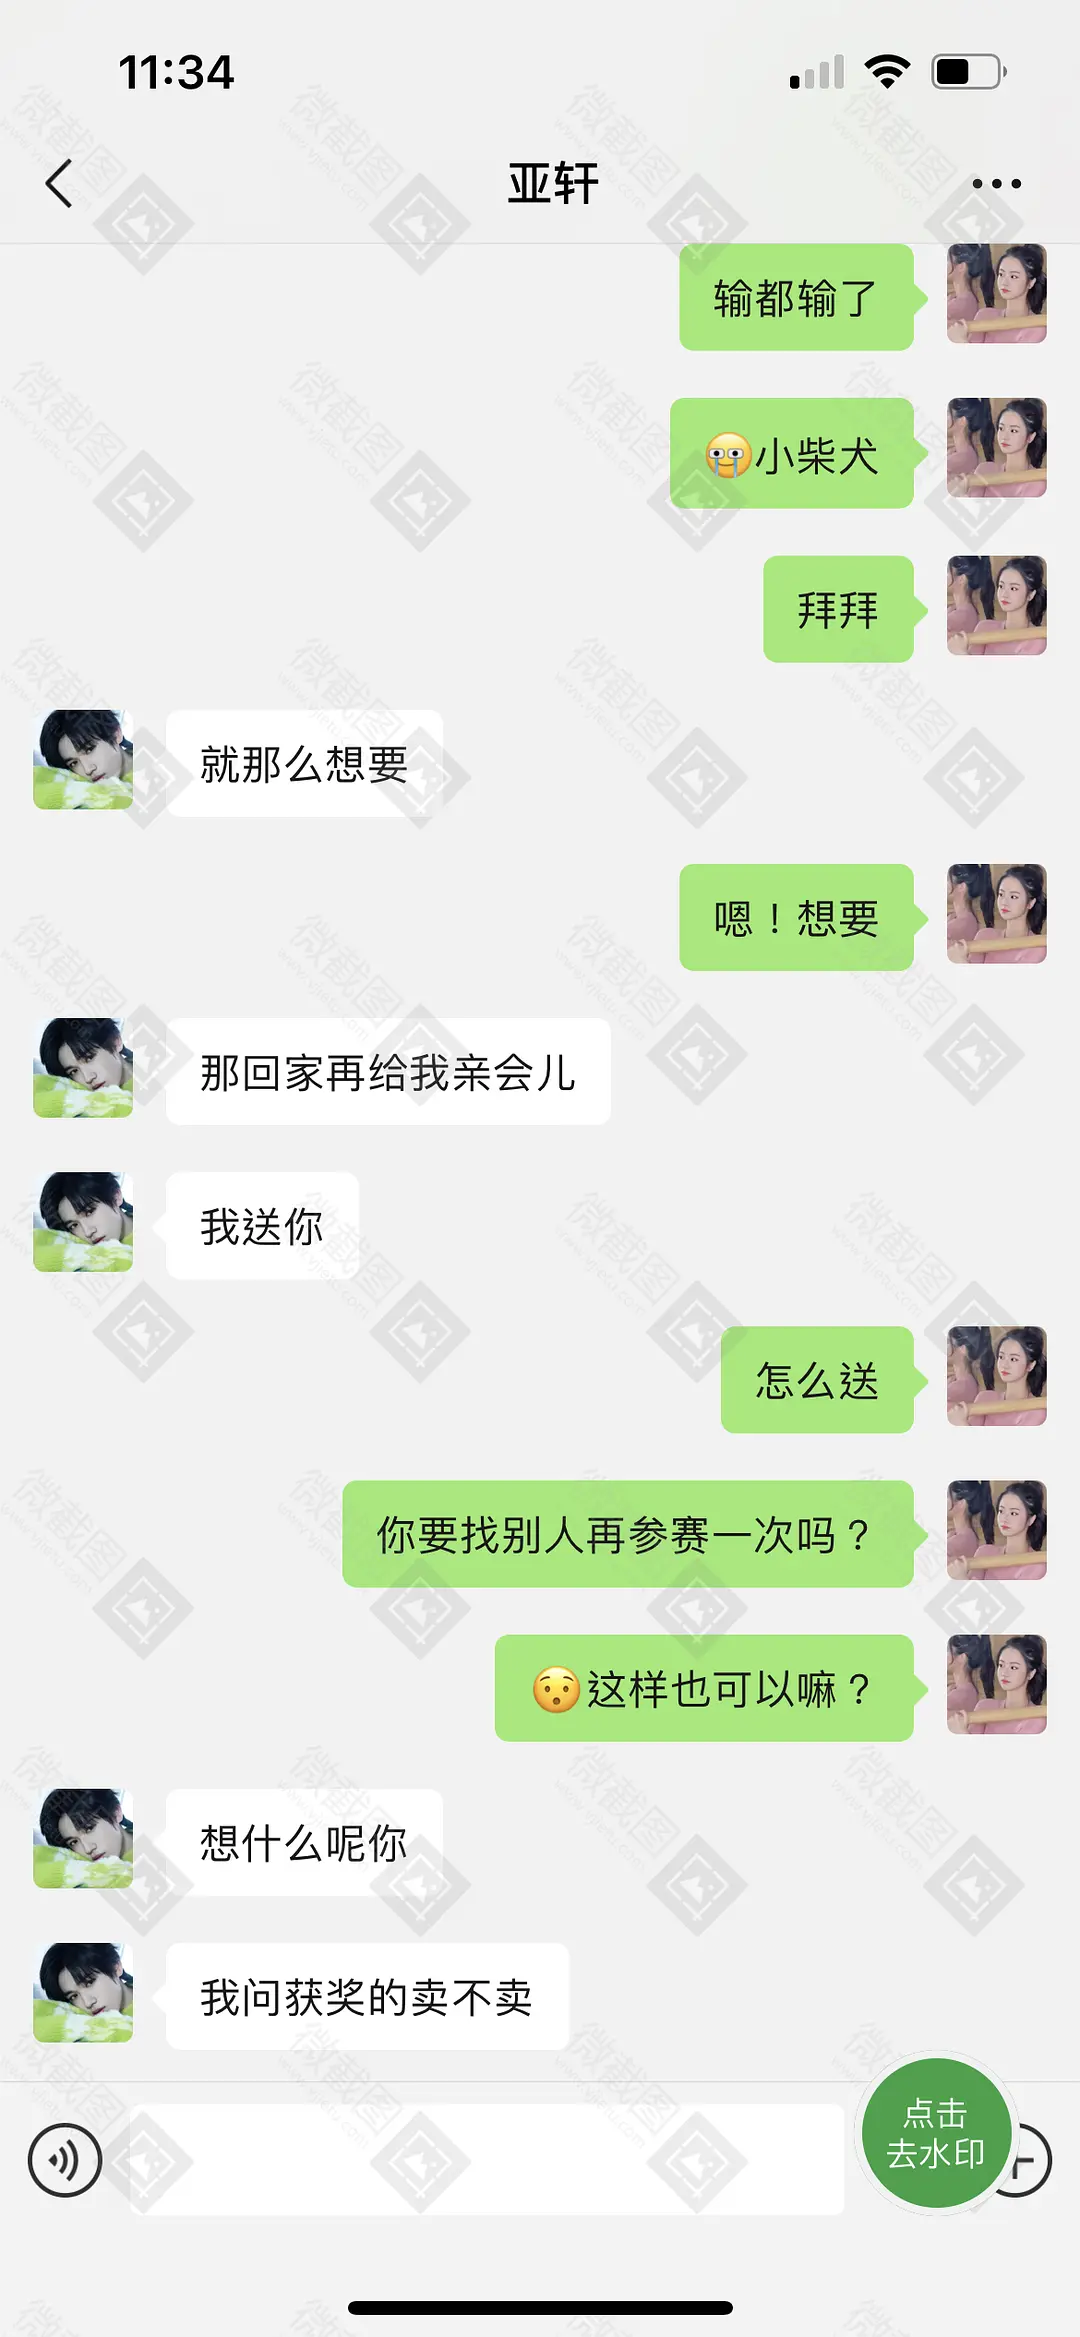 11:34
亚轩
输都输了
😭小柴犬
拜拜
就那么想要
嗯！想要
那回家再给我亲会儿
我送你
怎么送
你要找别人再参赛一次吗？
😯这样也可以嘛？
想什么呢你
我问获奖的卖不卖
点击
去水印
微截图